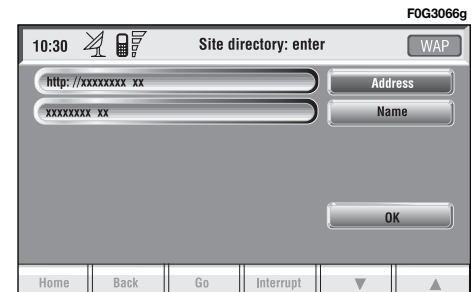 F0G3066g
10:30 Site directory: enter WAP
http: //xxxxxxxx xx Address
xxxxxxxx xx Name
OK
Home Back Go Interrupt ▼ ▲